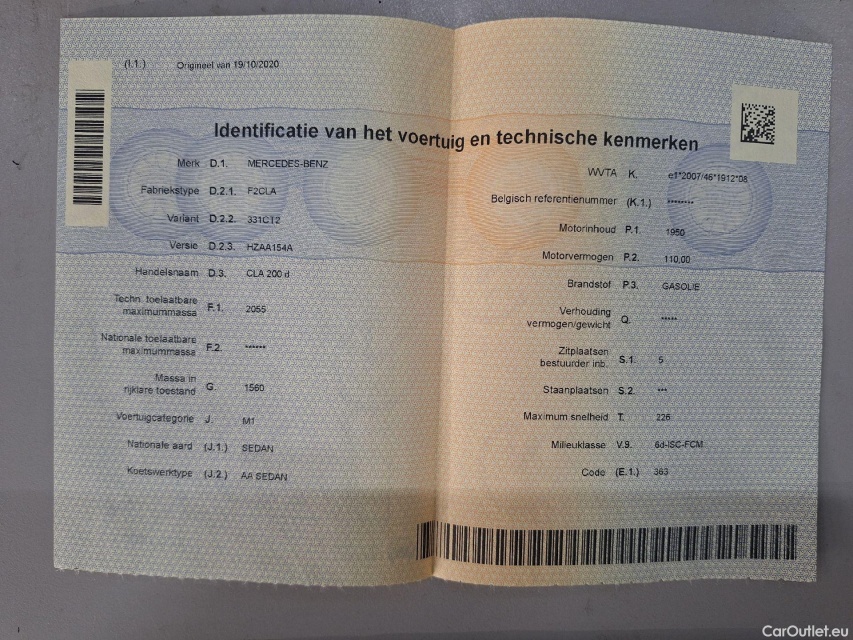 (I.1.) Origineel van 19/10/2020
Identificatie van het voertuig en technische kenmerken
Merk D.1. MERCEDES-BENZ
Fabriekstype D.2.1. F2CLA
Variant D.2.2. 331C12
Versie D.2.3. HZAA154A
Handelsnaam D.3. CLA 200 d
Techn. toelaatbare
maximummassa F.1. 2055
Nationale toelaatbare
maximummassa F.2. ******
Massa in
rijklare toestand G. 1560
Voertuigcategorie J. M1
Nationale aard (J.1.) SEDAN
Koetswerktype (J.2.) AA SEDAN
WVTA K. e1*2007/46*1912*08
Belgisch referentienummer (K.1.) ********
Motorinhoud P.1. 1950
Motorvermogen P.2. 110,00
Brandstof P.3. GASOLIE
Verhouding
vermogen/gewicht Q. *****
Zitplaatsen
bestuurder inb. S.1. 5
Staanplaatsen S.2. ***
Maximum snelheid T. 226
Milieuklasse V.9. 6d-ISC-FCM
Code (E.1.) 363
CarOutlet.eu